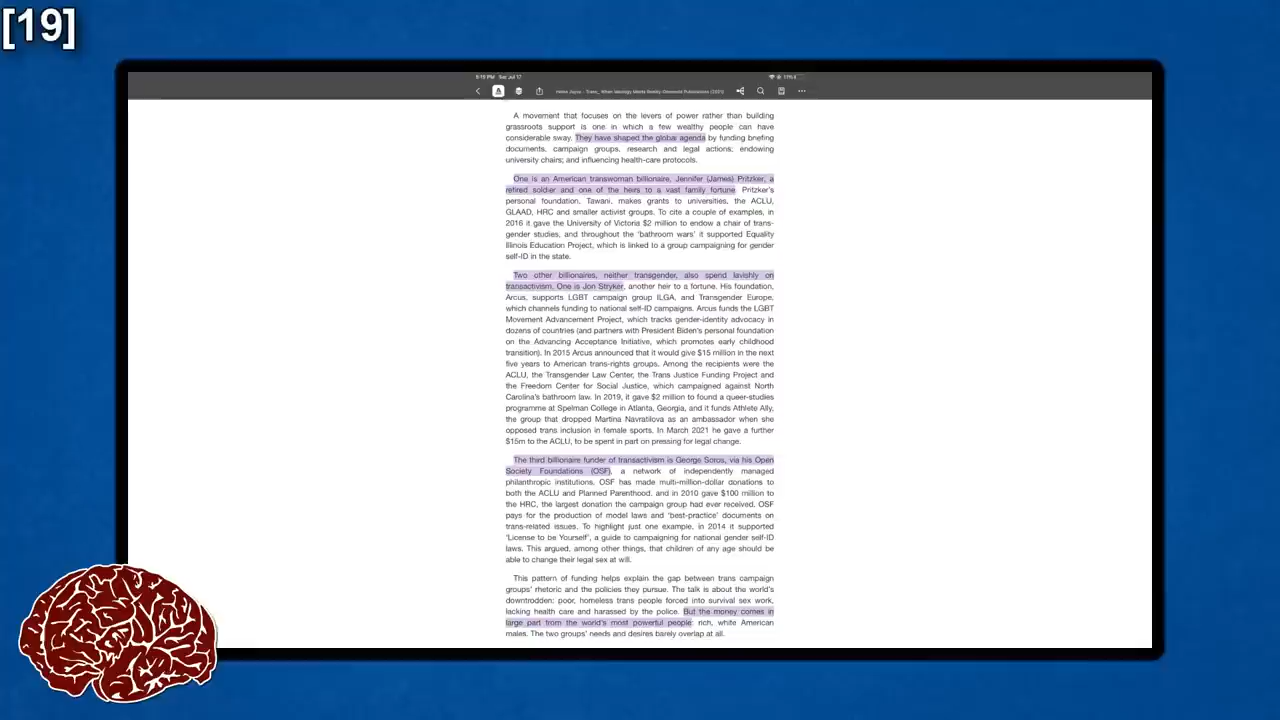 [19]
5:15 PM Sat Jul 17
11%
Helen Joyce - Trans_ When Ideology Meets Reality-Oneworld Publications (2021)
A movement that focuses on the levers of power rather than building
grassroots support is one in which a few wealthy people can have
considerable sway. They have shaped the global agenda by funding briefing
documents, campaign groups, research and legal actions; endowing
university chairs; and influencing health-care protocols.
One is an American transwoman billionaire, Jennifer (James) Pritzker, a
retired soldier and one of the heirs to a vast family fortune. Pritzker's
personal foundation, Tawani, makes grants to universities, the ACLU,
GLAAD, HRC and smaller activist groups. To cite a couple of examples, in
2016 it gave the University of Victoria $2 million to endow a chair of trans-
gender studies, and throughout the 'bathroom wars' it supported Equality
Illinois Education Project, which is linked to a group campaigning for gender
self-ID in the state.
Two other billionaires, neither transgender, also spend lavishly on
transactivism. One is Jon Stryker, another heir to a fortune. His foundation,
Arcus, supports LGBT campaign group ILGA, and Transgender Europe,
which channels funding to national self-ID campaigns. Arcus funds the LGBT
Movement Advancement Project, which tracks gender-identity advocacy in
dozens of countries (and partners with President Biden's personal foundation
on the Advancing Acceptance Initiative, which promotes early childhood
transition). In 2015 Arcus announced that it would give $15 million in the next
five years to American trans-rights groups. Among the recipients were the
ACLU, the Transgender Law Center, the Trans Justice Funding Project and
the Freedom Center for Social Justice, which campaigned against North
Carolina's bathroom law. In 2019, it gave $2 million to found a queer-studies
programme at Spelman College in Atlanta, Georgia, and it funds Athlete Ally,
the group that dropped Martina Navratilova as an ambassador when she
opposed trans inclusion in female sports. In March 2021 he gave a further
$15m to the ACLU, to be spent in part on pressing for legal change.
The third billionaire funder of transactivism is George Soros, via his Open
Society Foundations (OSF), a network of independently managed
philanthropic institutions. OSF has made multi-million-dollar donations to
both the ACLU and Planned Parenthood. and in 2010 gave $100 million to
the HRC, the largest donation the campaign group had ever received. OSF
pays for the production of model laws and 'best-practice' documents on
trans-related issues. To highlight just one example, in 2014 it supported
'License to be Yourself', a guide to campaigning for national gender self-ID
laws. This argued, among other things, that children of any age should be
able to change their legal sex at will.
This pattern of funding helps explain the gap between trans campaign
groups' rhetoric and the policies they pursue. The talk is about the world's
downtrodden: poor, homeless trans people forced into survival sex work,
lacking health care and harassed by the police. But the money comes in
large part from the world's most powerful people: rich, white American
males. The two groups' needs and desires barely overlap at all.